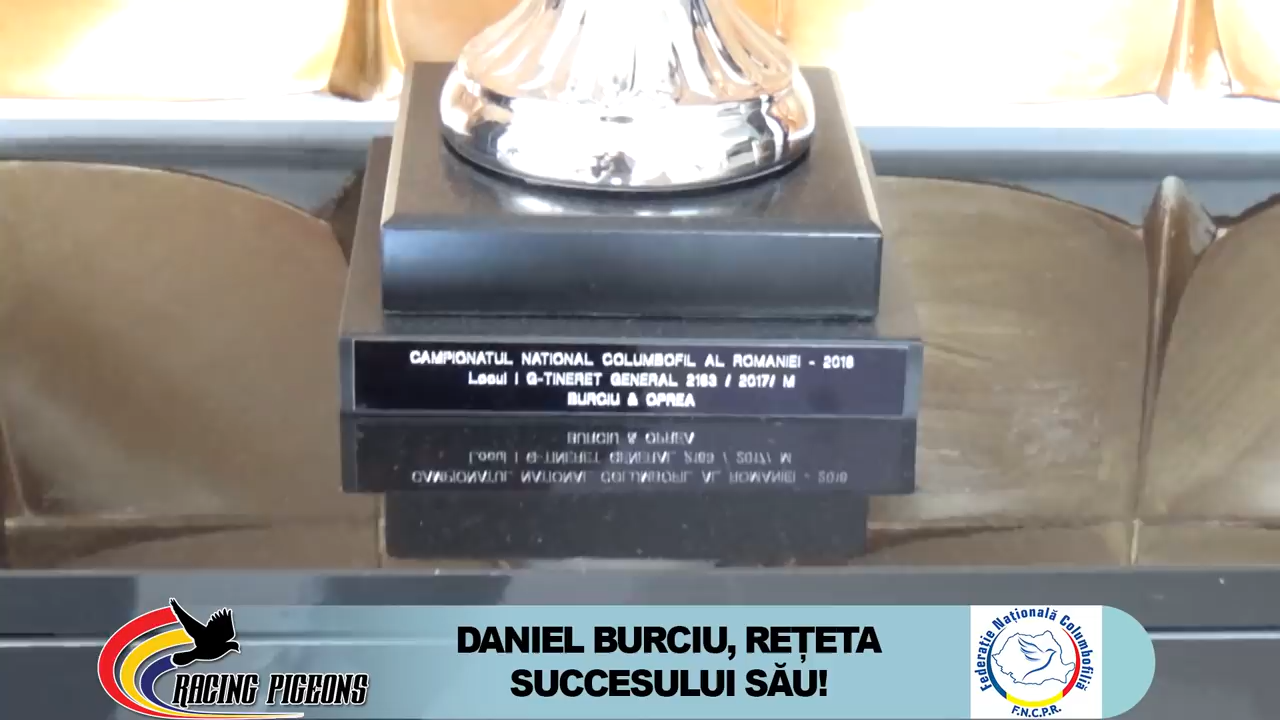 CAMPIONATUL NATIONAL COLUMBOFIL AL ROMANIEI - 2018
Locul I G-TINERET GENERAL 2163 / 2017/ M
BURCIU & OPREA
RACING PIGEONS
DANIEL BURCIU, REȚETA
SUCCESULUI SĂU!
Federație Națională Columbofilă
F.N.C.P.R.